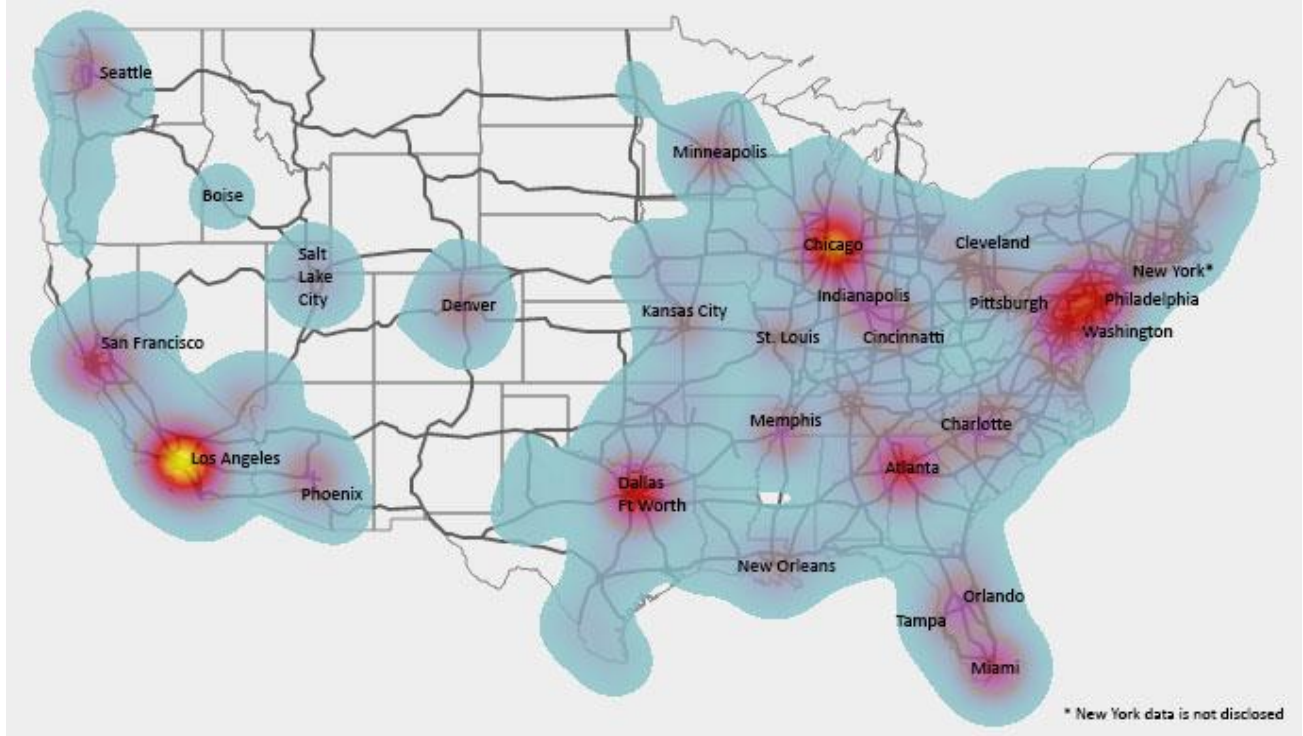 Seattle
Minneapolis
Boise
Chicago
Cleveland
Salt
Lake
City
New York*
Denver
Indianapolis
Pittsburgh
Philadelphia
Kansas City
St. Louis
Cincinnatti
Washington
San Francisco
Memphis
Charlotte
Los Angeles
Atlanta
Phoenix
Dallas
Ft Worth
New Orleans
Orlando
Tampa
Miami
* New York data is not disclosed